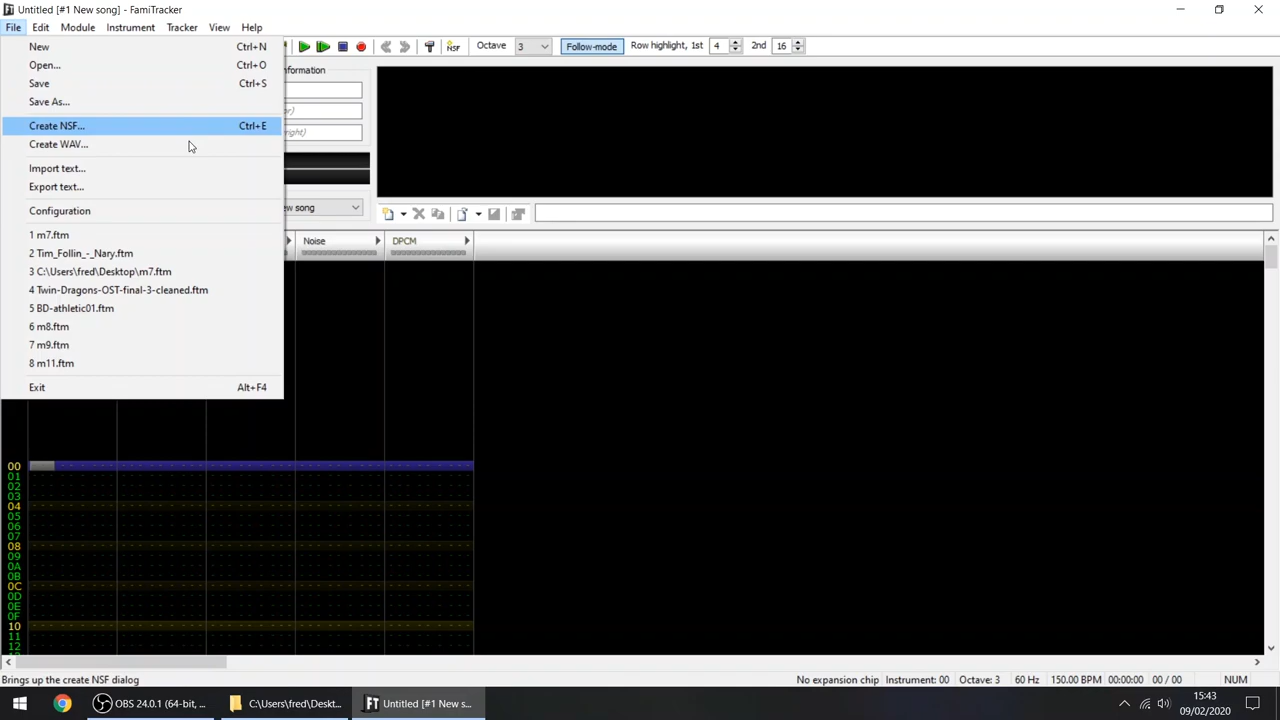 Untitled [#1 New song] - FamiTracker
File Edit Module Instrument Tracker View Help
New Ctrl+N
Open... Ctrl+O
Save Ctrl+S
Save As...
Create NSF... Ctrl+E
Create WAV...
Import text...
Export text...
Configuration
1 m7.ftm
2 Tim_Follin_-_Nary.ftm
3 C:\Users\fred\Desktop\m7.ftm
4 Twin-Dragons-OST-final-3-cleaned.ftm
5 BD-athletic01.ftm
6 m8.ftm
7 m9.ftm
8 m11.ftm
Exit Alt+F4
NSF Octave 3 Follow-mode Row highlight, 1st 4 2nd 16
nformation
or)
right)
ew song
Noise DPCM
00
01
02
03
04
05
06
07
08
09
0A
0B
0C
0D
0E
0F
10
11
12
Brings up the create NSF dialog
No expansion chip Instrument: 00 Octave: 3 60 Hz 150.00 BPM 00:00:00 00 / 00 NUM
OBS 24.0.1 (64-bit, ... C:\Users\fred\Deskt... FT Untitled [#1 New s...
15:43
09/02/2020